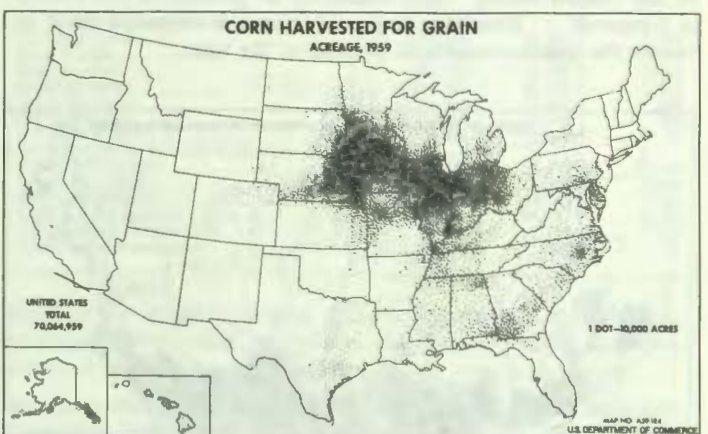 CORN HARVESTED FOR GRAIN
ACREAGE, 1959
UNITED STATES
TOTAL
70,064,959
1 DOT—10,000 ACRES
MAP NO. A59-
U.S. DEPARTMENT OF COMMERCE